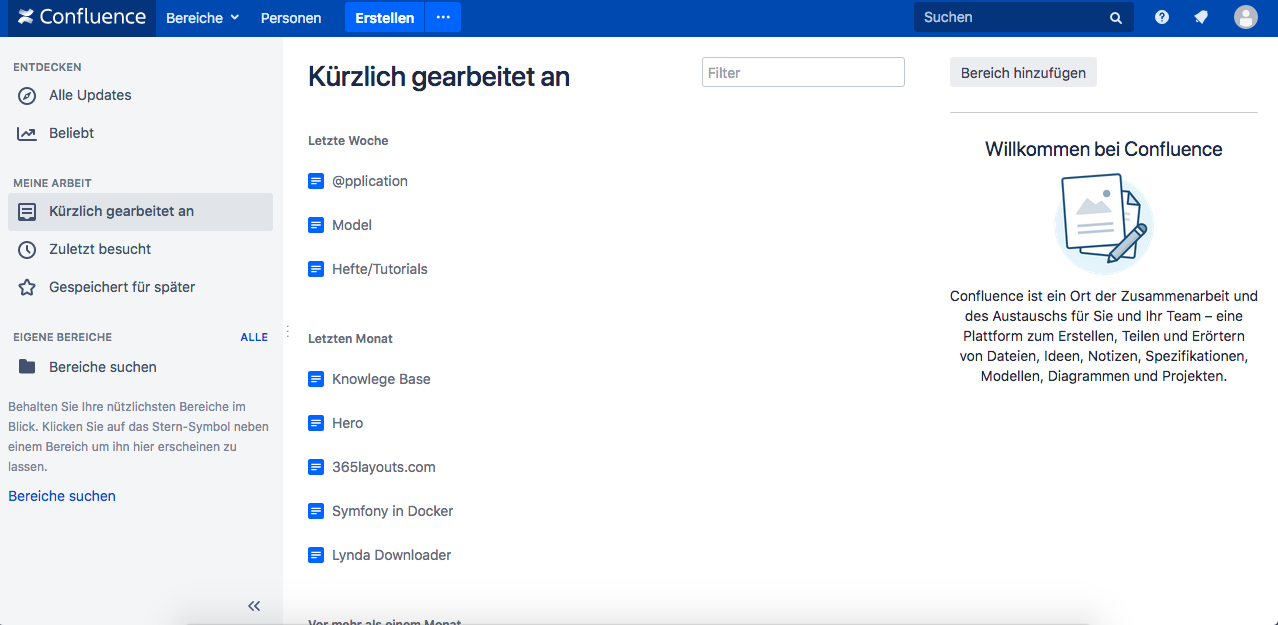 Confluence Bereiche Personen Erstellen ··· Suchen
ENTDECKEN
Alle Updates
Beliebt
MEINE ARBEIT
Kürzlich gearbeitet an
Zuletzt besucht
Gespeichert für später
EIGENE BEREICHE ALLE
Bereiche suchen
Behalten Sie Ihre nützlichsten Bereiche im
Blick. Klicken Sie auf das Stern-Symbol neben
einem Bereich um ihn hier erscheinen zu
lassen.
Bereiche suchen
Kürzlich gearbeitet an
Filter
Letzte Woche
@pplication
Model
Hefte/Tutorials
Letzten Monat
Knowlege Base
Hero
365layouts.com
Symfony in Docker
Lynda Downloader
Vor mehr als einem Monat
Bereich hinzufügen
Willkommen bei Confluence
Confluence ist ein Ort der Zusammenarbeit und
des Austauschs für Sie und Ihr Team – eine
Plattform zum Erstellen, Teilen und Erörtern
von Dateien, Ideen, Notizen, Spezifikationen,
Modellen, Diagrammen und Projekten.